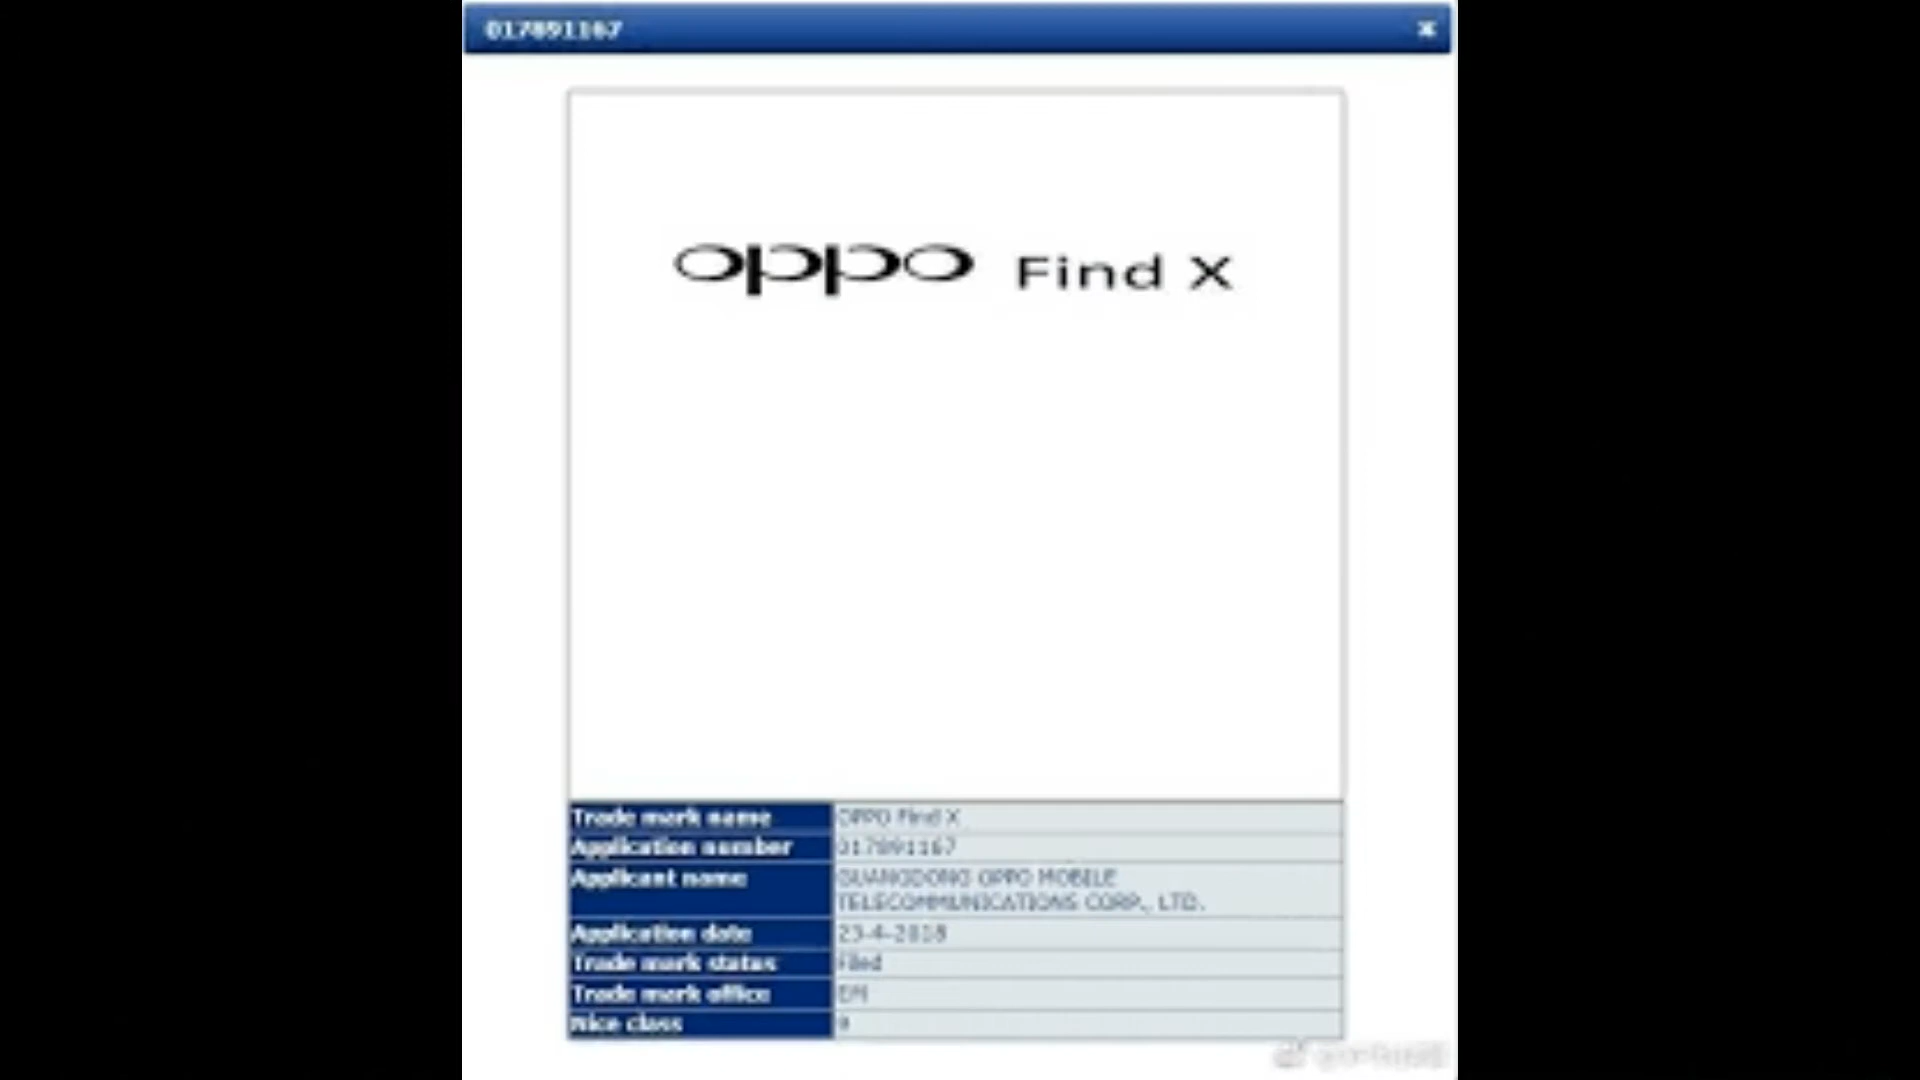 017891167
oppo Find X
Trade mark name OPPO Find X
Application number 017891167
Applicant name GUANGDONG OPPO MOBILE
TELECOMMUNICATIONS CORP., LTD.
Application date 23-4-2018
Trade mark status Filed
Trade mark office EM
Nice class 9